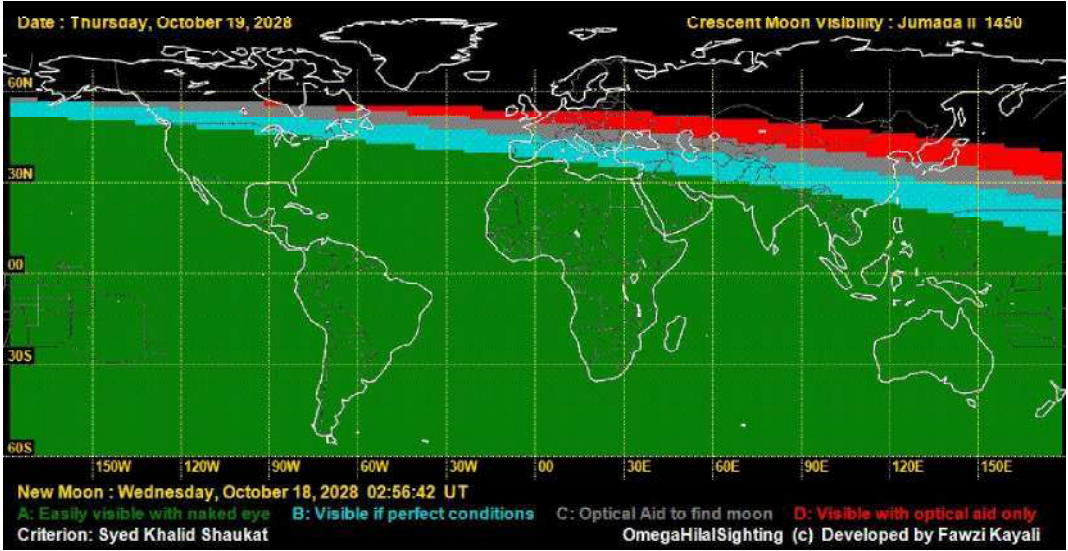 Date : Thursday, October 19, 2028
Crescent Moon Visibility : Jumada II 1450
60N
30N
00
30S
60S
150W 120W 90W 60W 30W 00 30E 60E 90E 120E 150E
New Moon : Wednesday, October 18, 2028 02:56:42 UT
A: Easily visible with naked eye B: Visible if perfect conditions C: Optical Aid to find moon D: Visible with optical aid only
Criterion: Syed Khalid Shaukat OmegaHilalSighting (c) Developed by Fawzi Kayali